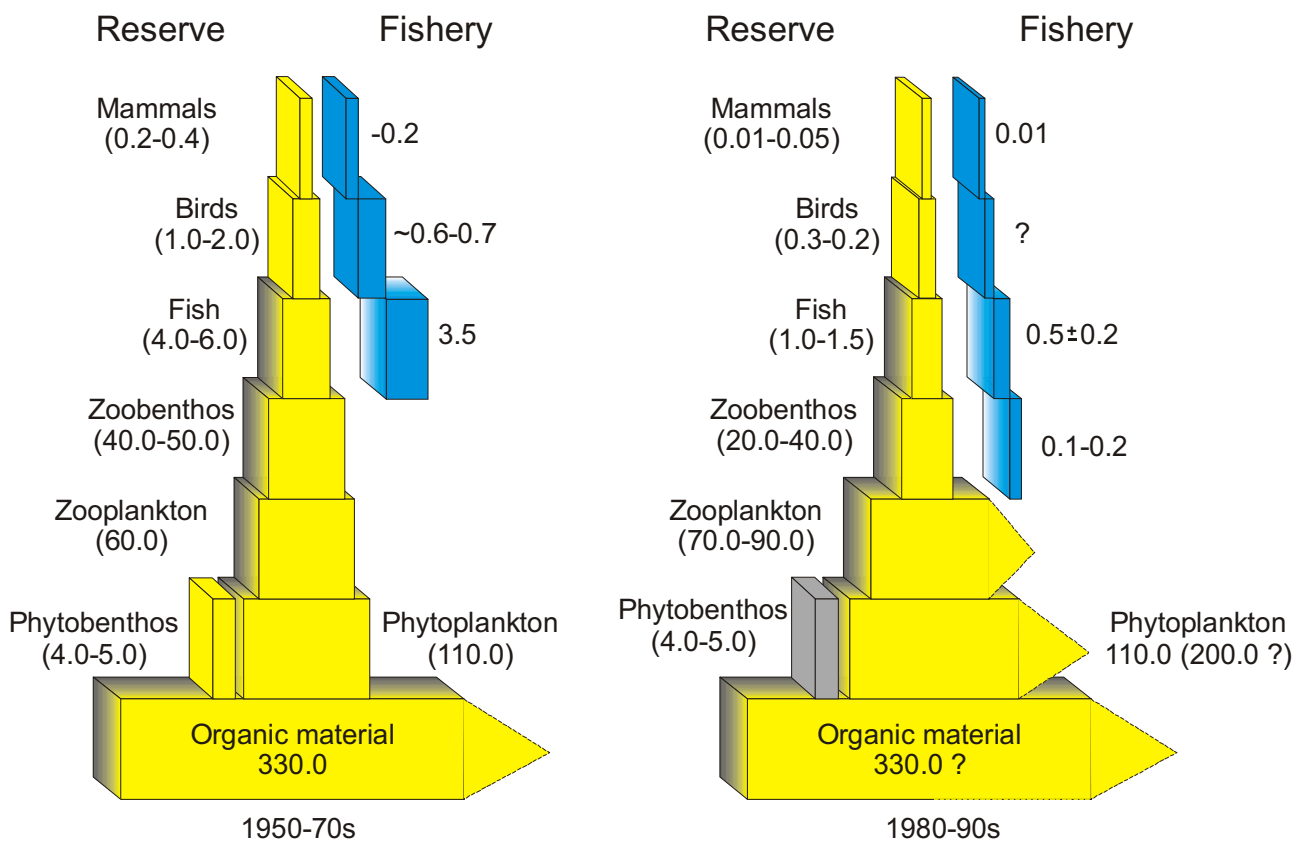 Reserve
Fishery
Mammals
(0.2-0.4)
-0.2
Birds
(1.0-2.0)
~0.6-0.7
Fish
(4.0-6.0)
3.5
Zoobenthos
(40.0-50.0)
Zooplankton
(60.0)
Phytobenthos
(4.0-5.0)
Phytoplankton
(110.0)
Organic material
330.0
1950-70s
Reserve
Fishery
Mammals
(0.01-0.05)
0.01
Birds
(0.3-0.2)
?
Fish
(1.0-1.5)
0.5±0.2
Zoobenthos
(20.0-40.0)
0.1-0.2
Zooplankton
(70.0-90.0)
Phytobenthos
(4.0-5.0)
Phytoplankton
110.0 (200.0 ?)
Organic material
330.0 ?
1980-90s